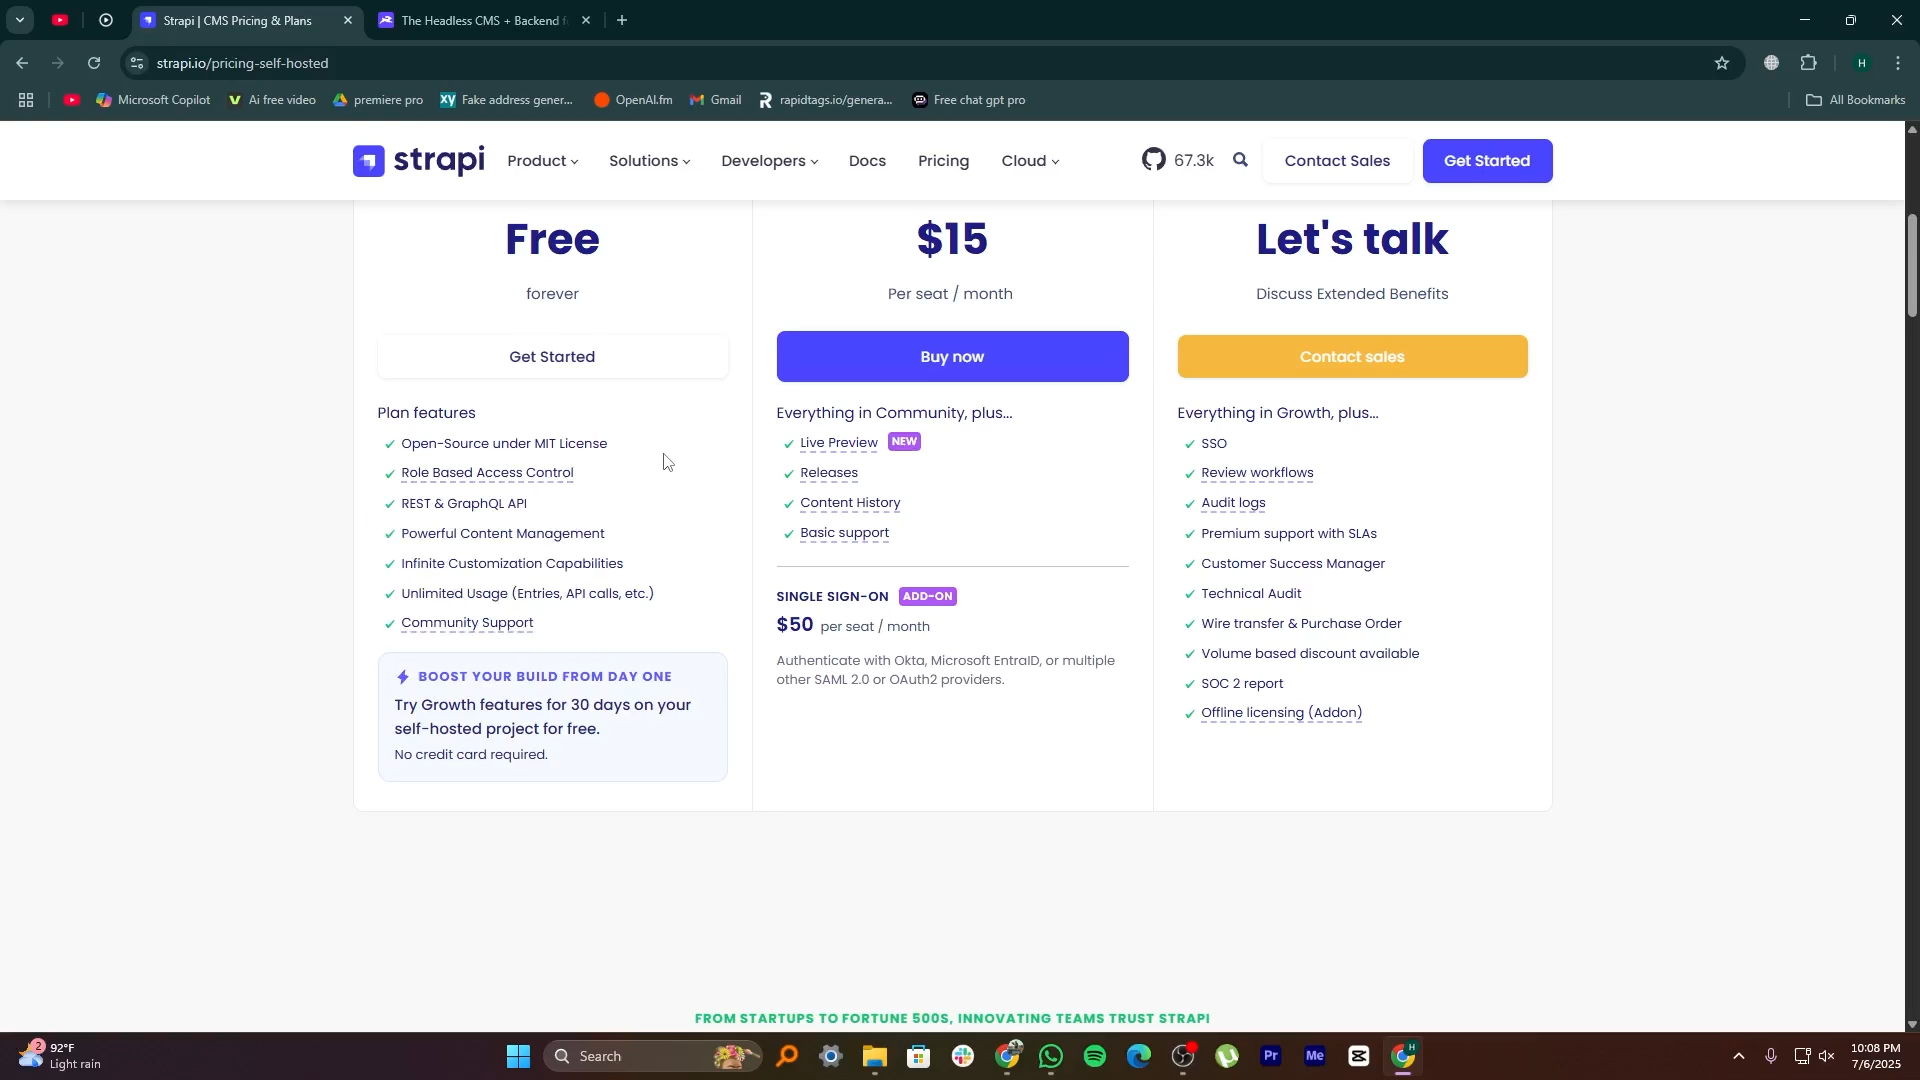 Strapi | CMS Pricing & Plans
The Headless CMS + Backend f
strapi.io/pricing-self-hosted
H
Microsoft Copilot
Ai free video
premiere pro
XY Fake address gener...
OpenAI.fm
Gmail
rapidtags.io/genera...
Free chat gpt pro
All Bookmarks
strapi
Product
Solutions
Developers
Docs
Pricing
Cloud
67.3k
Contact Sales
Get Started
Free
forever
Get Started
Plan features
Open-Source under MIT License
Role Based Access Control
REST & GraphQL API
Powerful Content Management
Infinite Customization Capabilities
Unlimited Usage (Entries, API calls, etc.)
Community Support
BOOST YOUR BUILD FROM DAY ONE
Try Growth features for 30 days on your
self-hosted project for free.
No credit card required.
$15
Per seat / month
Buy now
Everything in Community, plus...
Live Preview NEW
Releases
Content History
Basic support
SINGLE SIGN-ON ADD-ON
$50 per seat / month
Authenticate with Okta, Microsoft EntraID, or multiple
other SAML 2.0 or OAuth2 providers.
Let's talk
Discuss Extended Benefits
Contact sales
Everything in Growth, plus...
SSO
Review workflows
Audit logs
Premium support with SLAs
Customer Success Manager
Technical Audit
Wire transfer & Purchase Order
Volume based discount available
SOC 2 report
Offline licensing (Addon)
FROM STARTUPS TO FORTUNE 500S, INNOVATING TEAMS TRUST STRAPI
2
92°F
Light rain
Search
Pr
Me
H
10:08 PM
7/6/2025